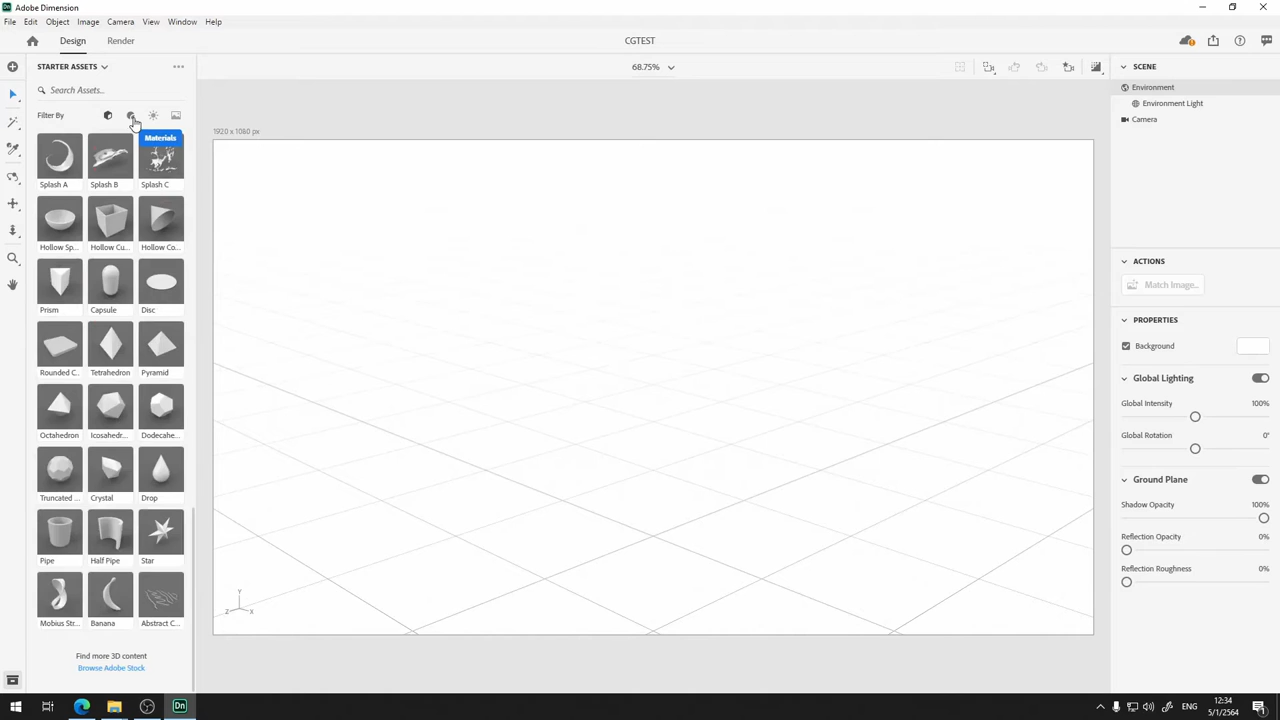 Adobe Dimension
File Edit Object Image Camera View Window Help
Design Render
CGTEST
STARTER ASSETS
68.75%
SCENE
Search Assets...
Environment
Environment Light
Filter By
Camera
1920 x 1080 px
Materials
Splash A Splash B Splash C
Hollow Sp... Hollow Cu... Hollow Co...
ACTIONS
Match Image...
Prism Capsule Disc
PROPERTIES
Background
Rounded C... Tetrahedron Pyramid
Global Lighting
Global Intensity 100%
Octahedron Icosahedr... Dodecahe...
Global Rotation 0°
Ground Plane
Truncated ... Crystal Drop
Shadow Opacity 100%
Reflection Opacity 0%
Pipe Half Pipe Star
Reflection Roughness 0%
Y
Z X
Mobius Str... Banana Abstract C...
Find more 3D content
Browse Adobe Stock
Dn
ENG
12:34
5/1/2564